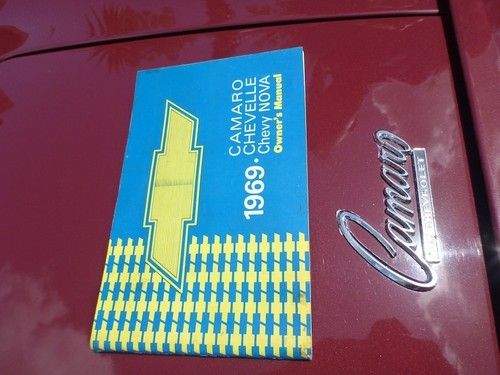 1969•
CAMARO
CHEVELLE
Chevy NOVA
Owner's Manual
Camaro
CHEVROLET